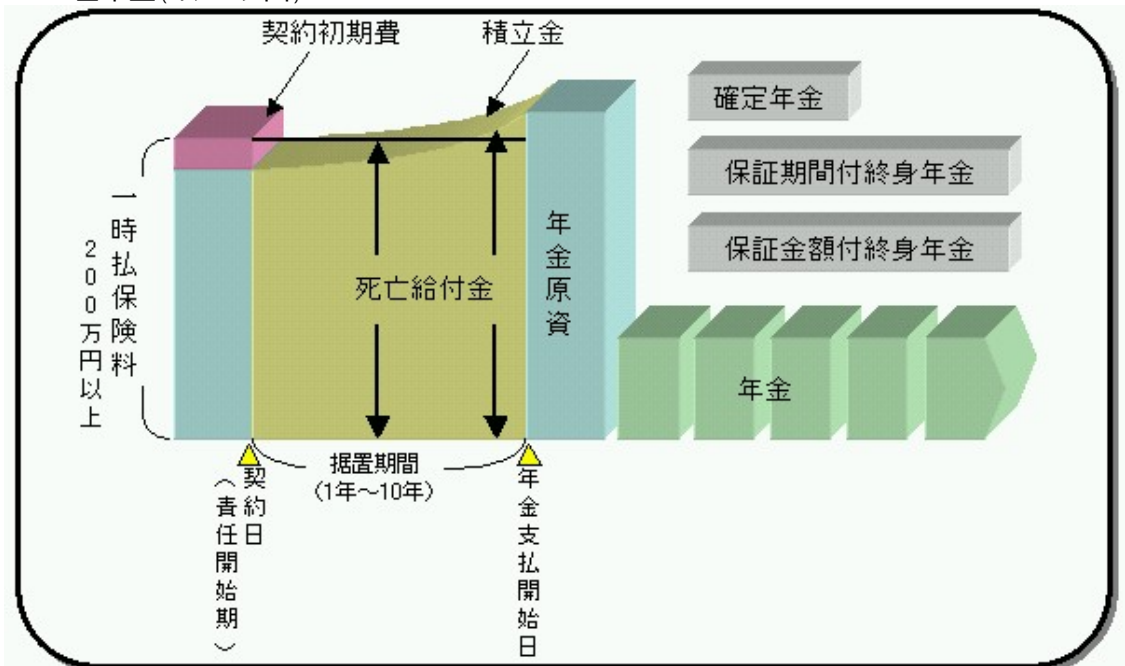 契約初期費
積立金
確定年金
保証期間付終身年金
保証金額付終身年金
一時払保険料
200万円以上
死亡給付金
年金原資
年金
据置期間
(1年～10年)
契約日
（責任開始期）
年金支払開始日